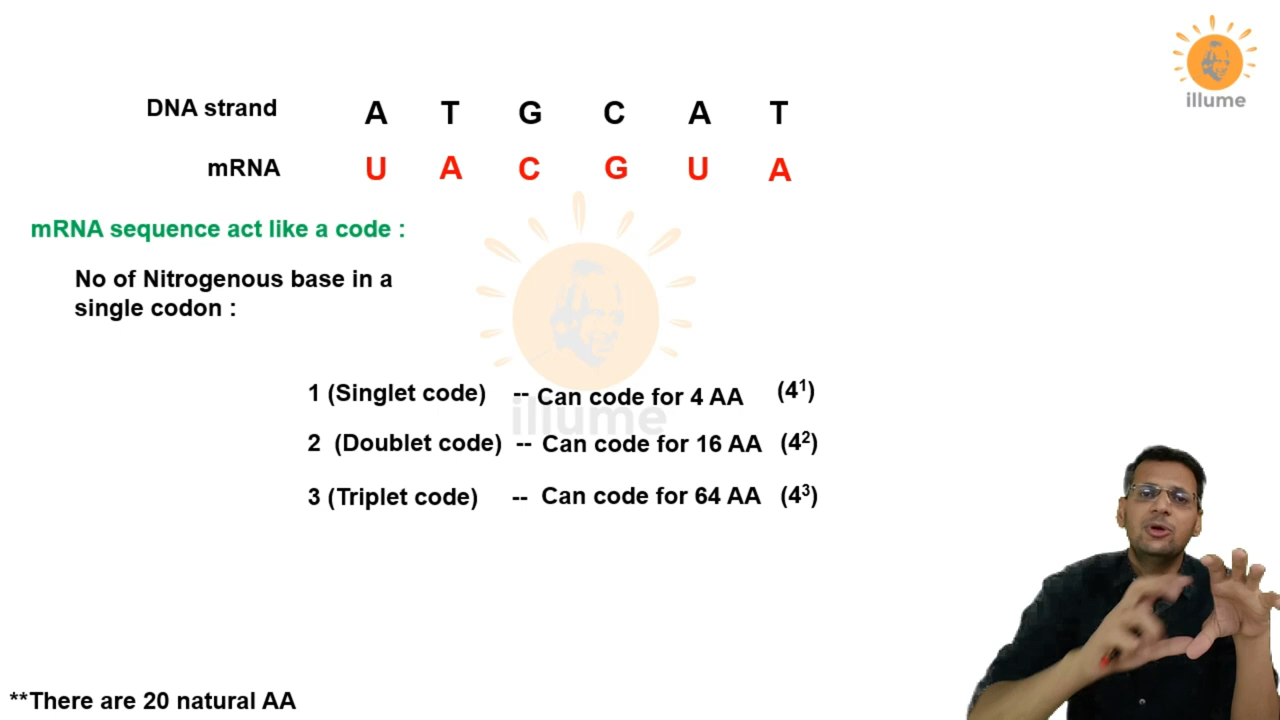 illume
DNA strand A T G C A T
mRNA U A C G U A
mRNA sequence act like a code :
No of Nitrogenous base in a
single codon :
1 (Singlet code) -- Can code for 4 AA (4¹)
2 (Doublet code) -- Can code for 16 AA (4²)
3 (Triplet code) -- Can code for 64 AA (4³)
illume
**There are 20 natural AA